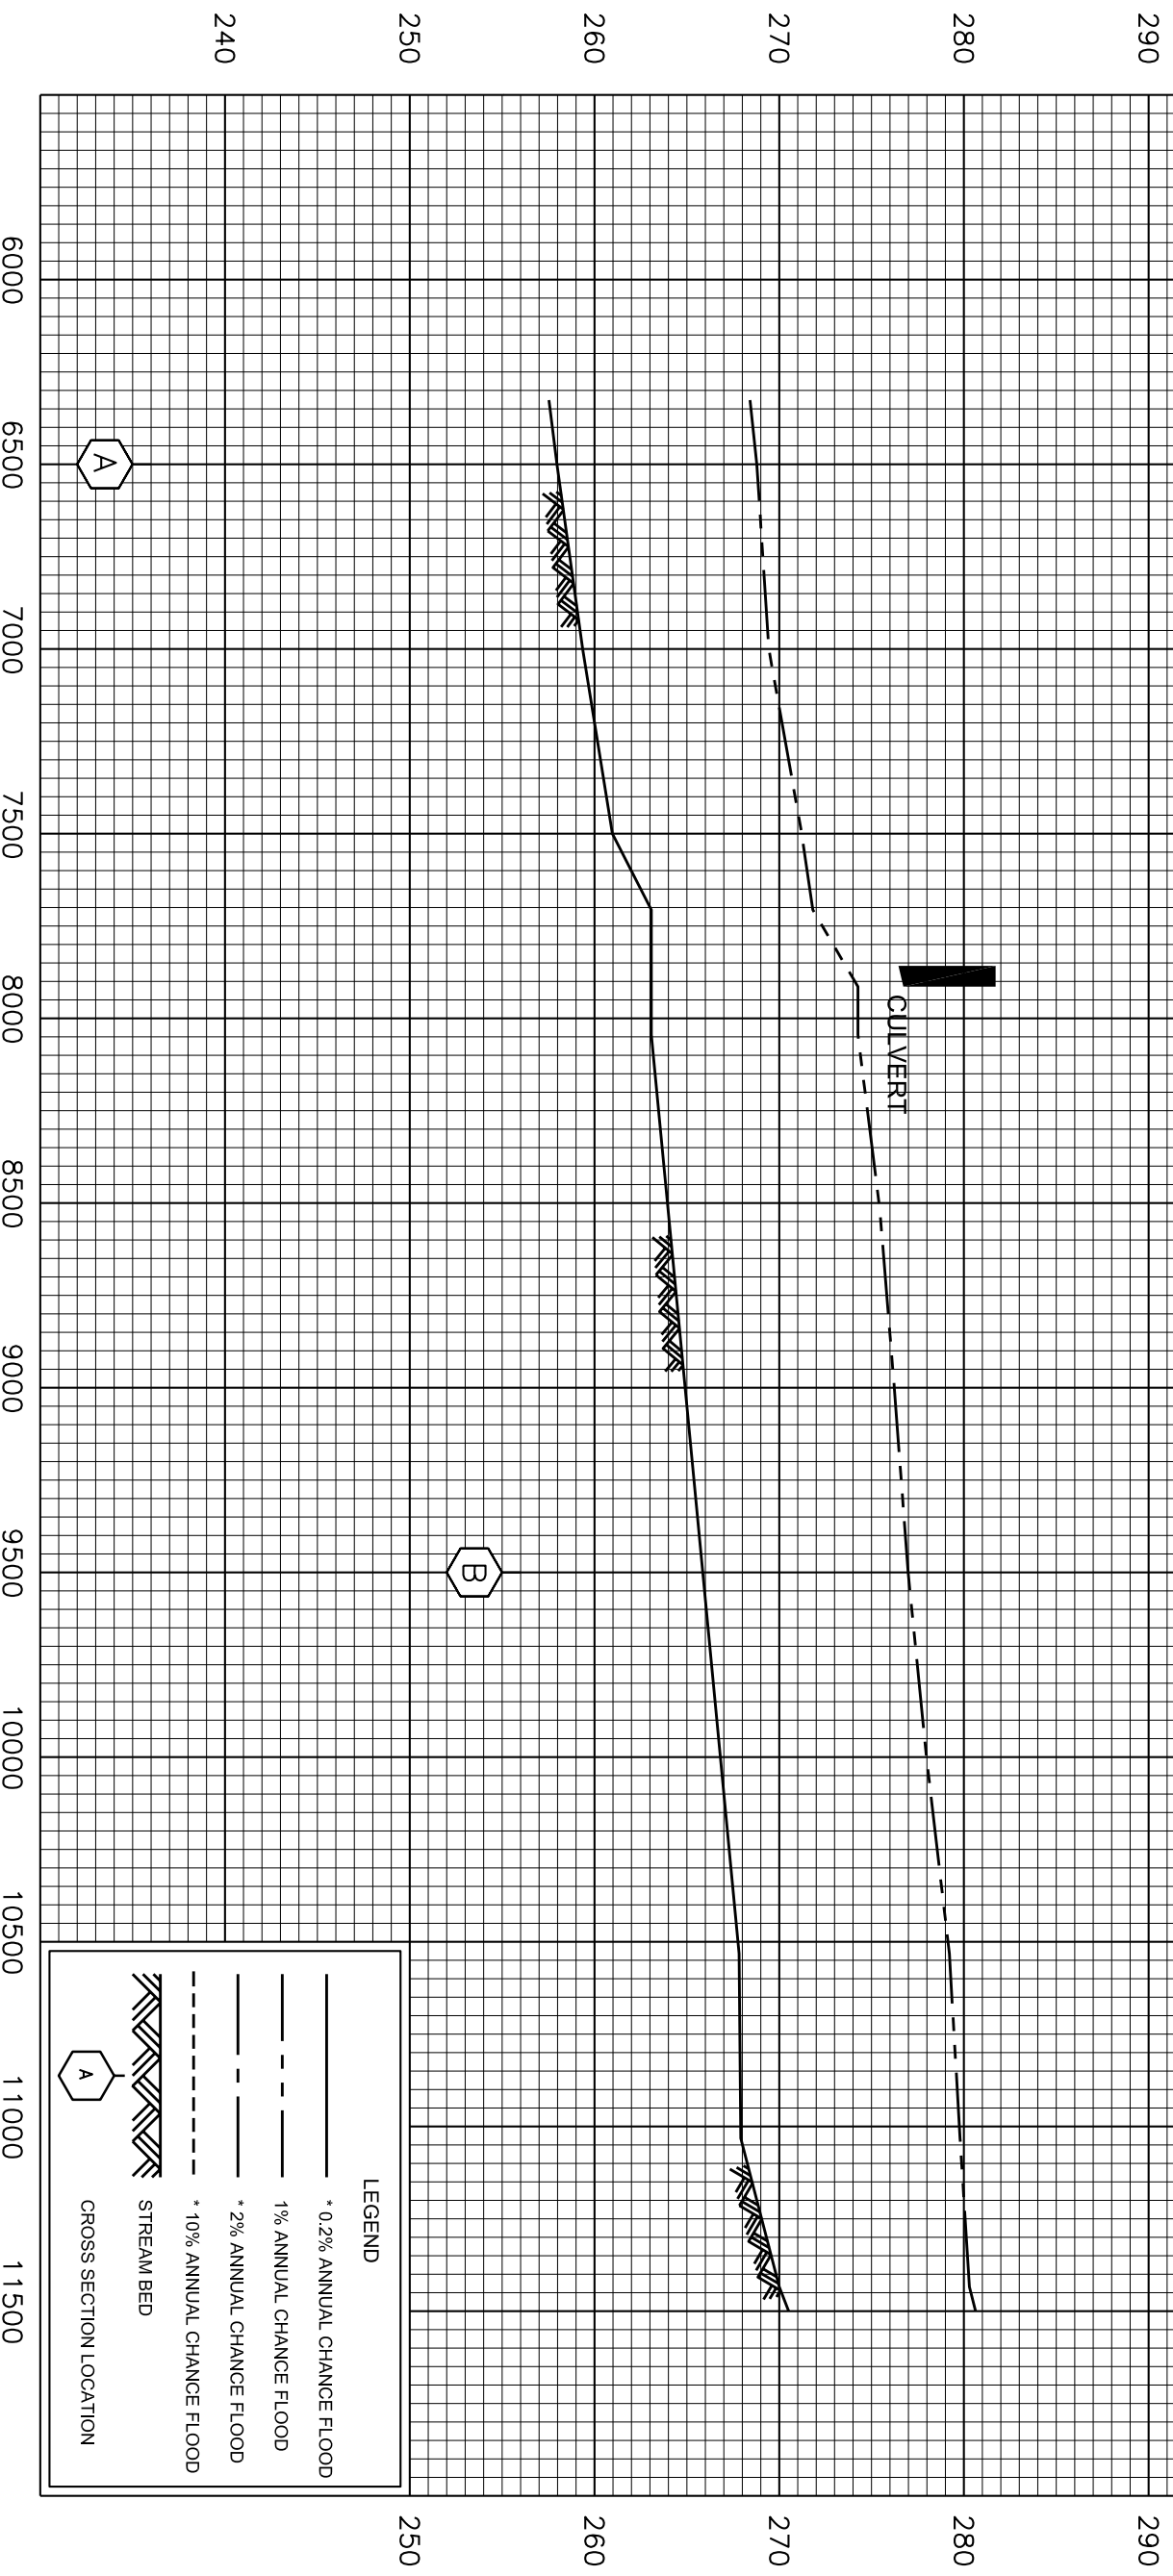 290
280
270
260
250
240
290
280
270
260
250
CULVERT
A
B
6000
6500
7000
7500
8000
8500
9000
9500
10000
10500
11000
11500
LEGEND
* 0.2% ANNUAL CHANCE FLOOD
1% ANNUAL CHANCE FLOOD
* 2% ANNUAL CHANCE FLOOD
* 10% ANNUAL CHANCE FLOOD
STREAM BED
A
CROSS SECTION LOCATION